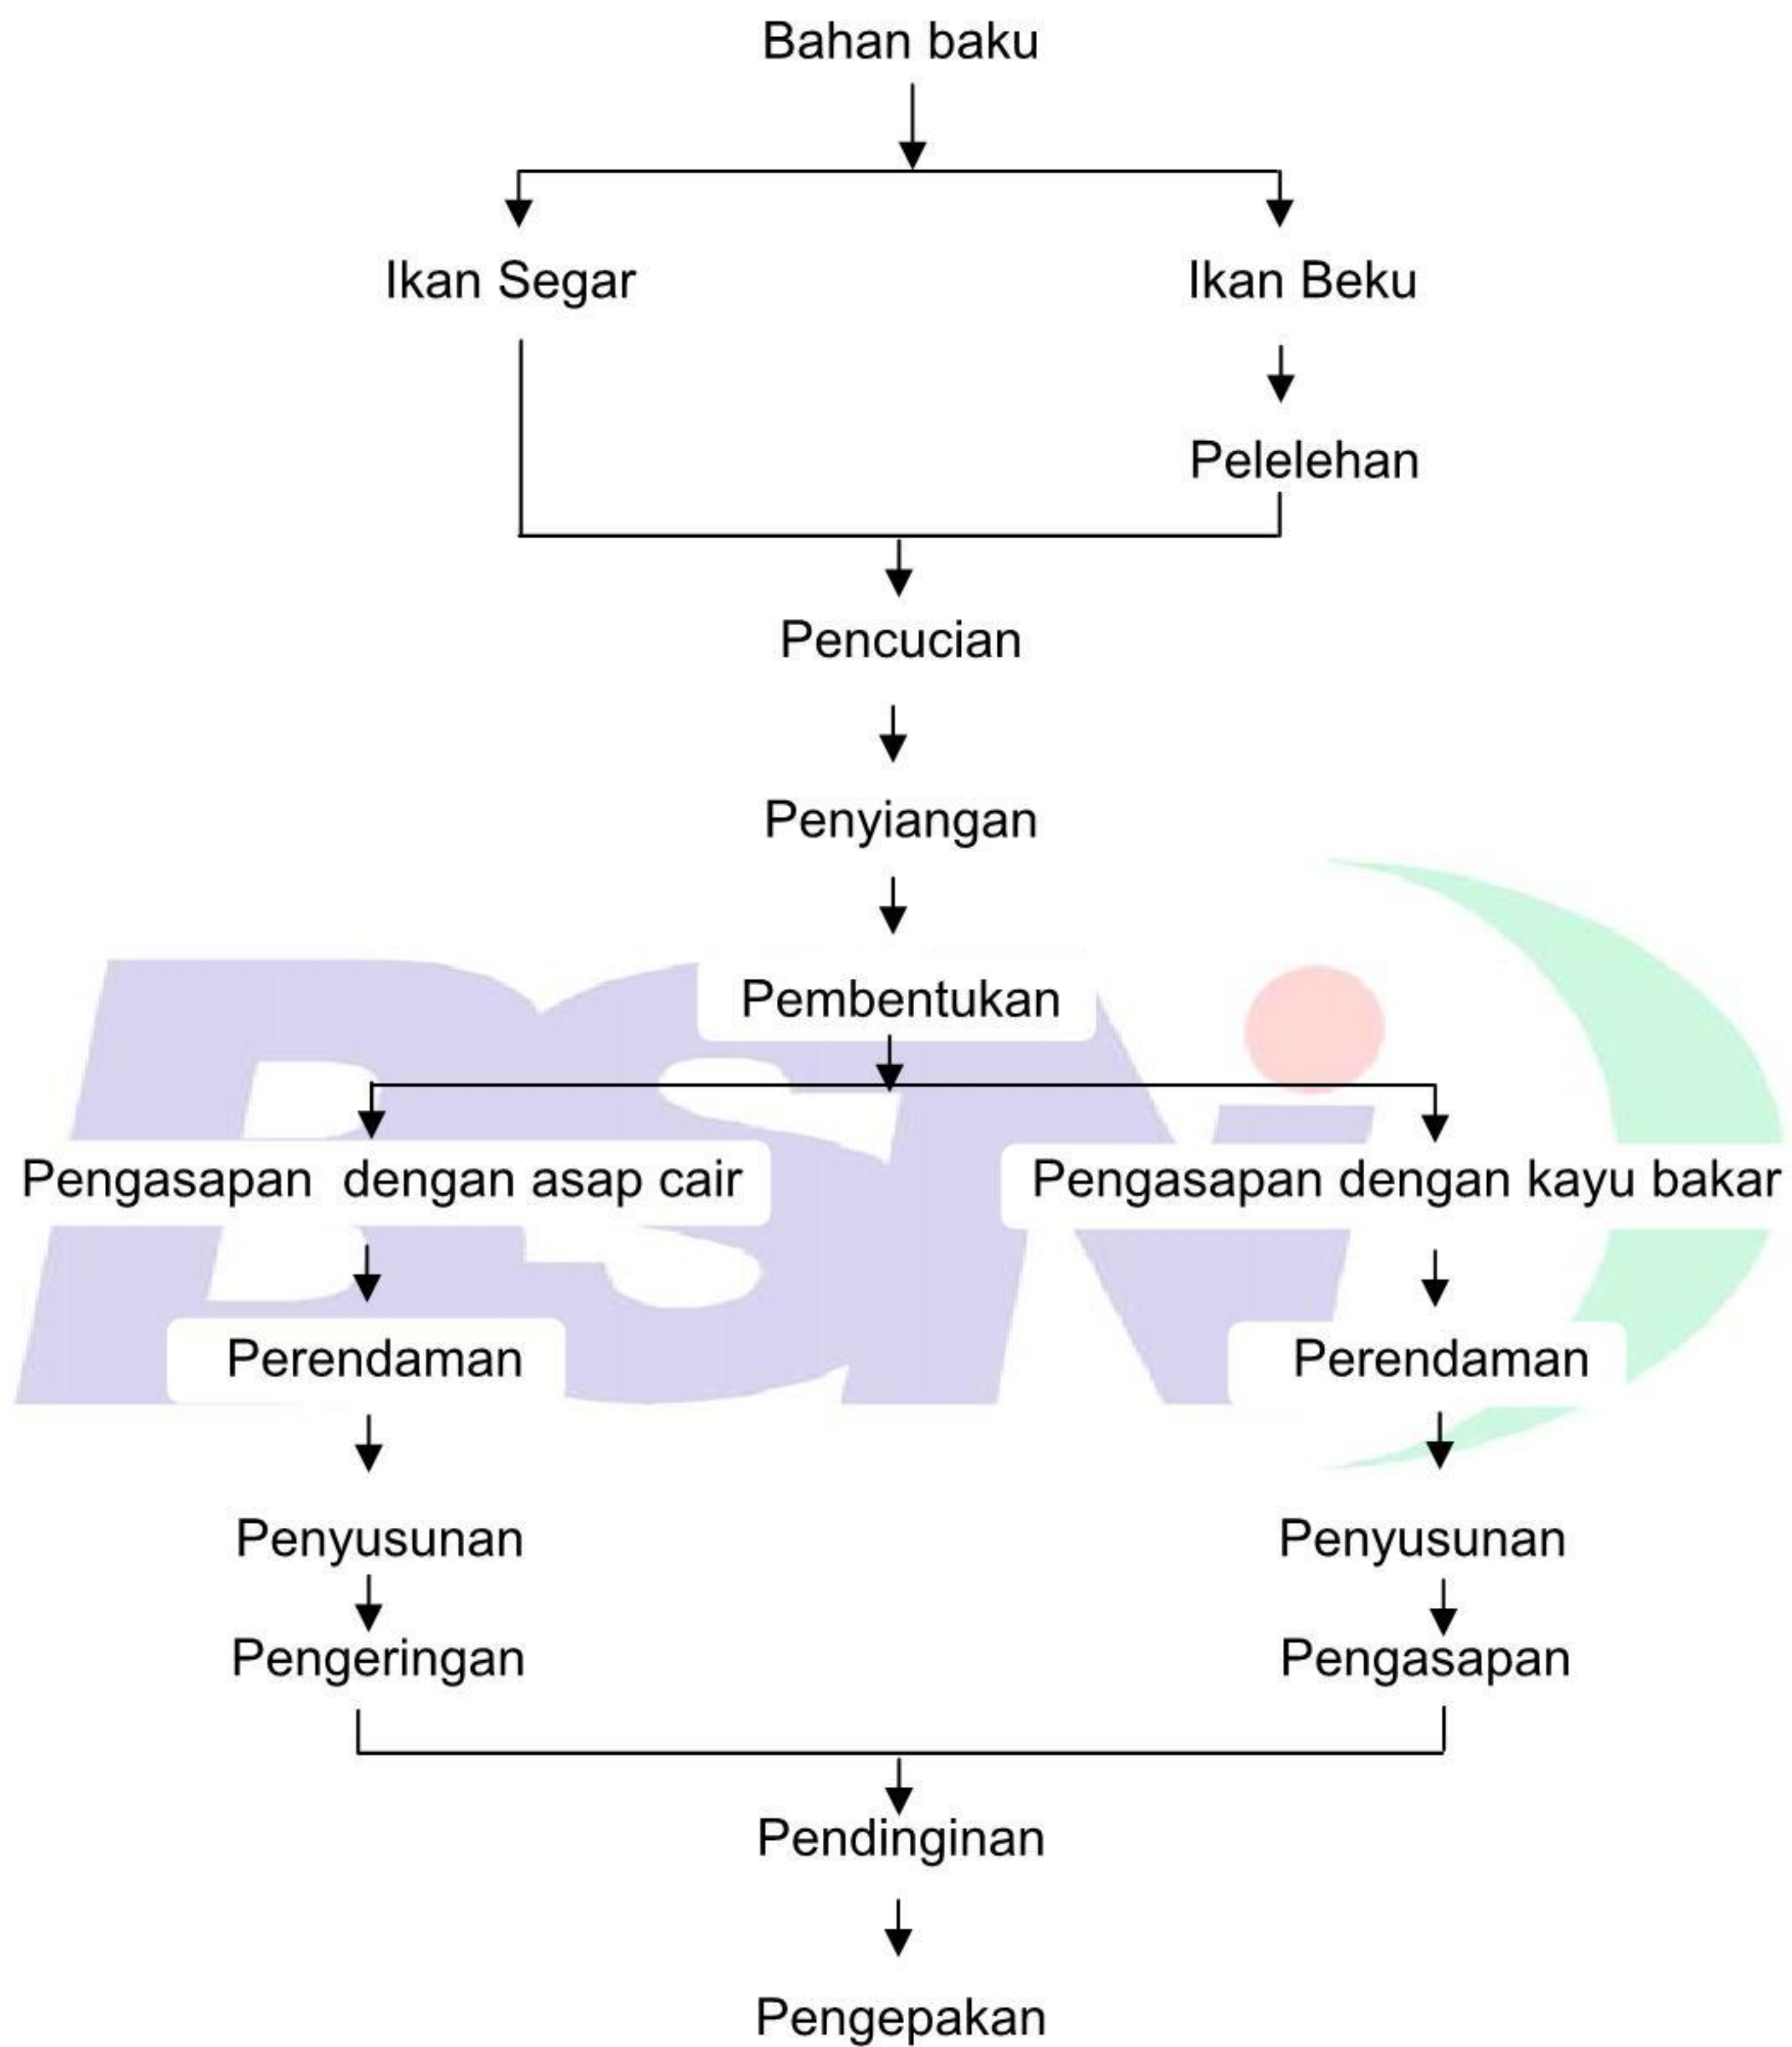 Bahan baku
Ikan Segar
Ikan Beku
Pelelehan
Pencucian
Penyiangan
Pembentukan
Pengasapan dengan asap cair
Pengasapan dengan kayu bakar
Perendaman
Perendaman
Penyusunan
Penyusunan
Pengeringan
Pengasapan
Pendinginan
Pengepakan
BSN